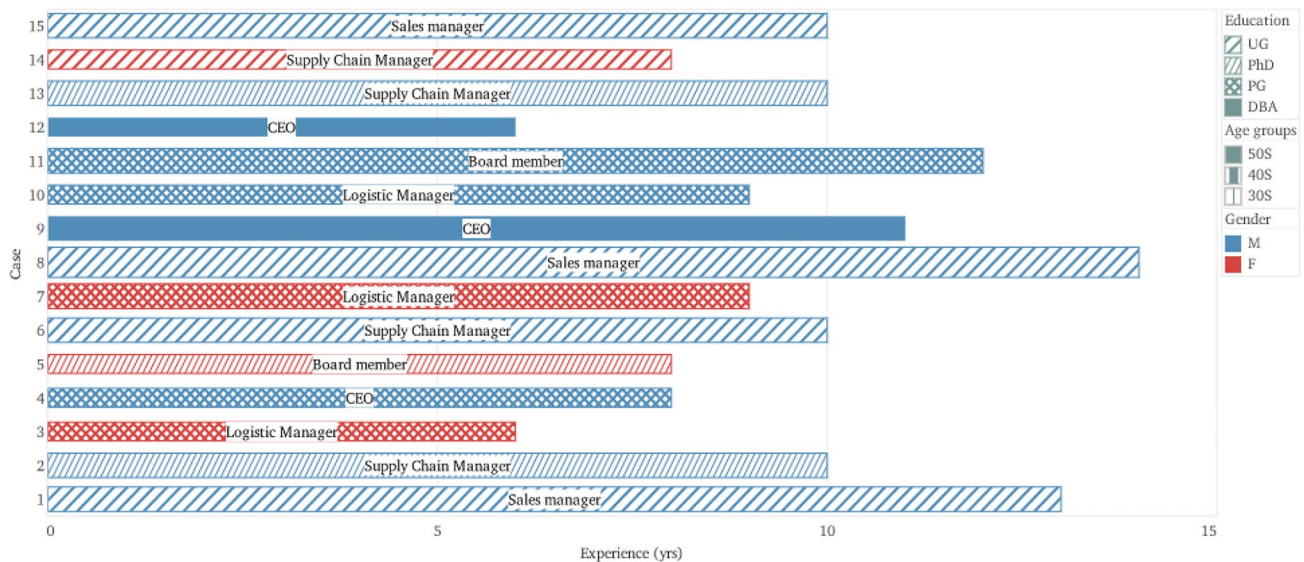 15 Sales manager
14 Supply Chain Manager
13 Supply Chain Manager
12 CEO
11 Board member
10 Logistic Manager
9 CEO
8 Sales manager
7 Logistic Manager
6 Supply Chain Manager
5 Board member
4 CEO
3 Logistic Manager
2 Supply Chain Manager
1 Sales manager
Case
0 5 10 15
Experience (yrs)
Education
UG
PhD
PG
DBA
Age groups
50S
40S
30S
Gender
M
F